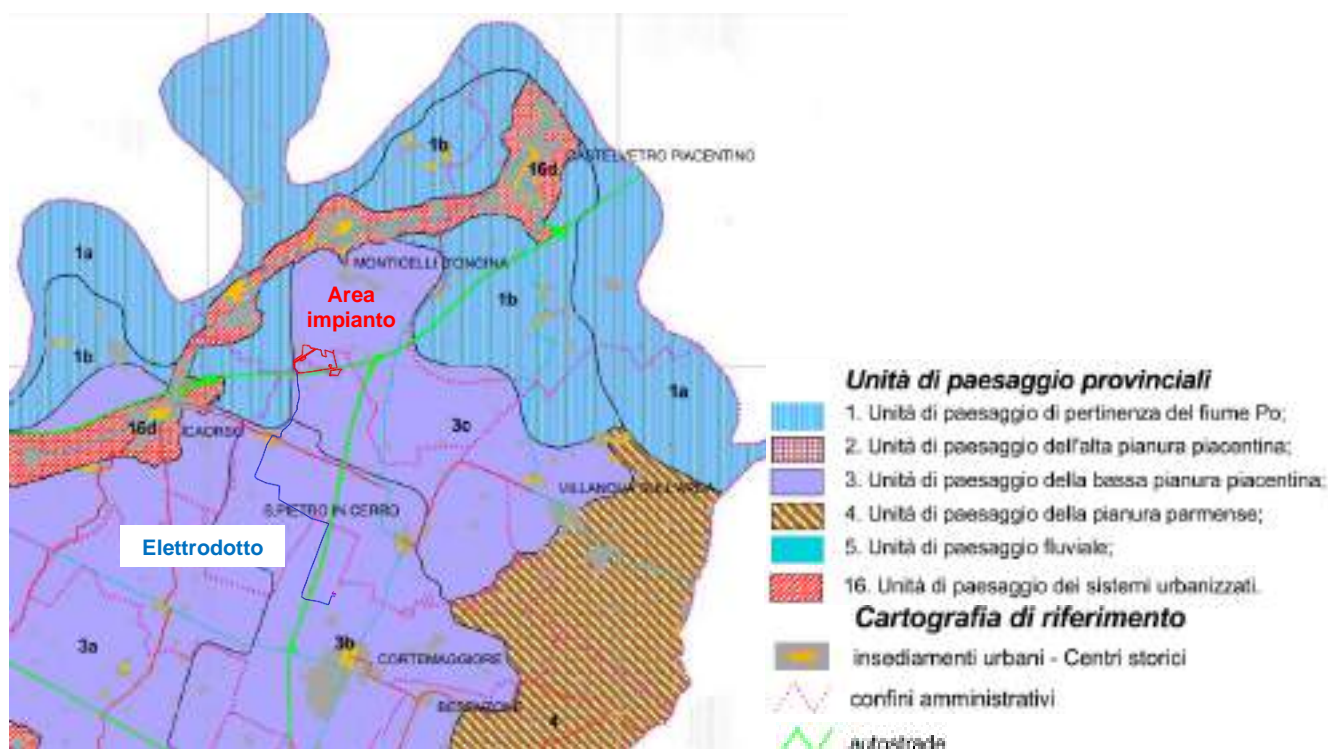 1b
CASTELVETRO PIACENTINO
16d
1a
MONTICELLI D'ONGINA
Area
impianto
1b
1b
1a
16d
CAORSO
3c
VILLANOVA SULL'ARDA
S.PIETRO IN CERRO
Elettrodotto
3a
3b
CORTEMAGGIORE
BESENZONE
4
Unità di paesaggio provinciali
1. Unità di paesaggio di pertinenza del fiume Po;
2. Unità di paesaggio dell'alta pianura piacentina;
3. Unità di paesaggio della bassa pianura piacentina;
4. Unità di paesaggio della pianura parmense;
5. Unità di paesaggio fluviale;
16. Unità di paesaggio dei sistemi urbanizzati.
Cartografia di riferimento
insediamenti urbani - Centri storici
confini amministrativi
autostrade